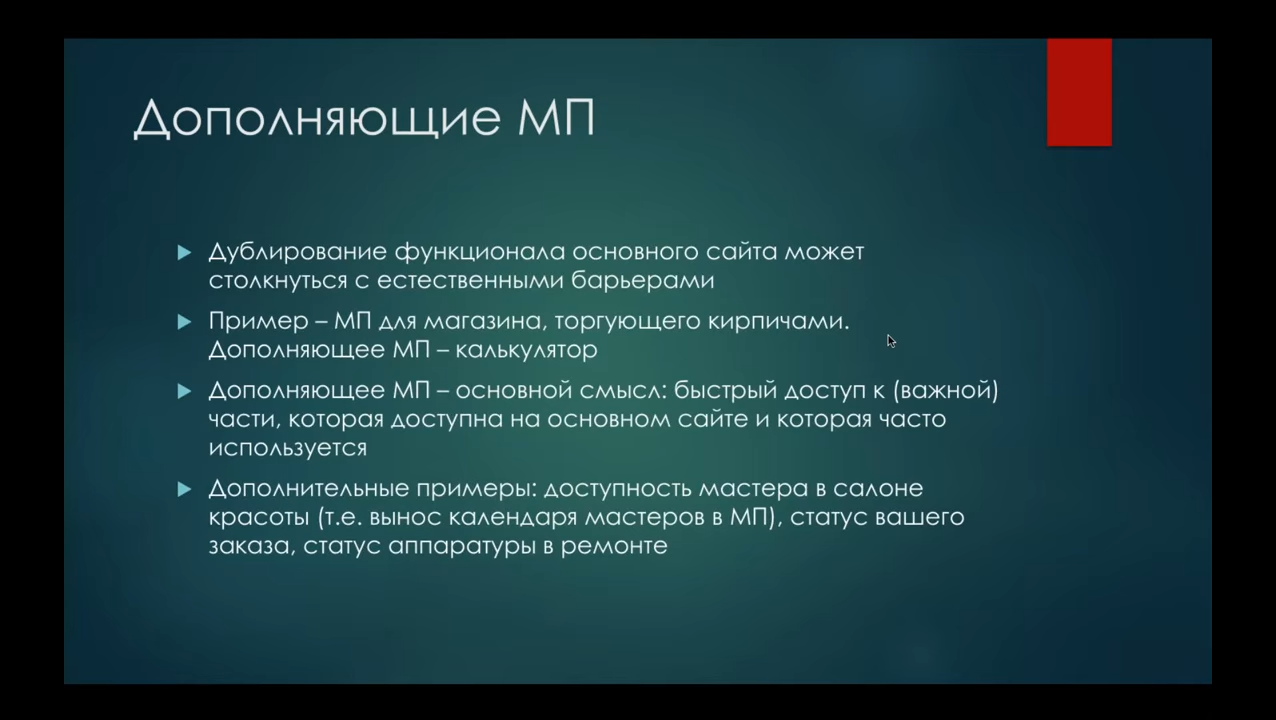 Дополняющие МП
Дублирование функционала основного сайта может
столкнуться с естественными барьерами
Пример – МП для магазина, торгующего кирпичами.
Дополняющее МП – калькулятор
Дополняющее МП – основной смысл: быстрый доступ к (важной)
части, которая доступна на основном сайте и которая часто
используется
Дополнительные примеры: доступность мастера в салоне
красоты (т.е. вынос календаря мастеров в МП), статус вашего
заказа, статус аппаратуры в ремонте